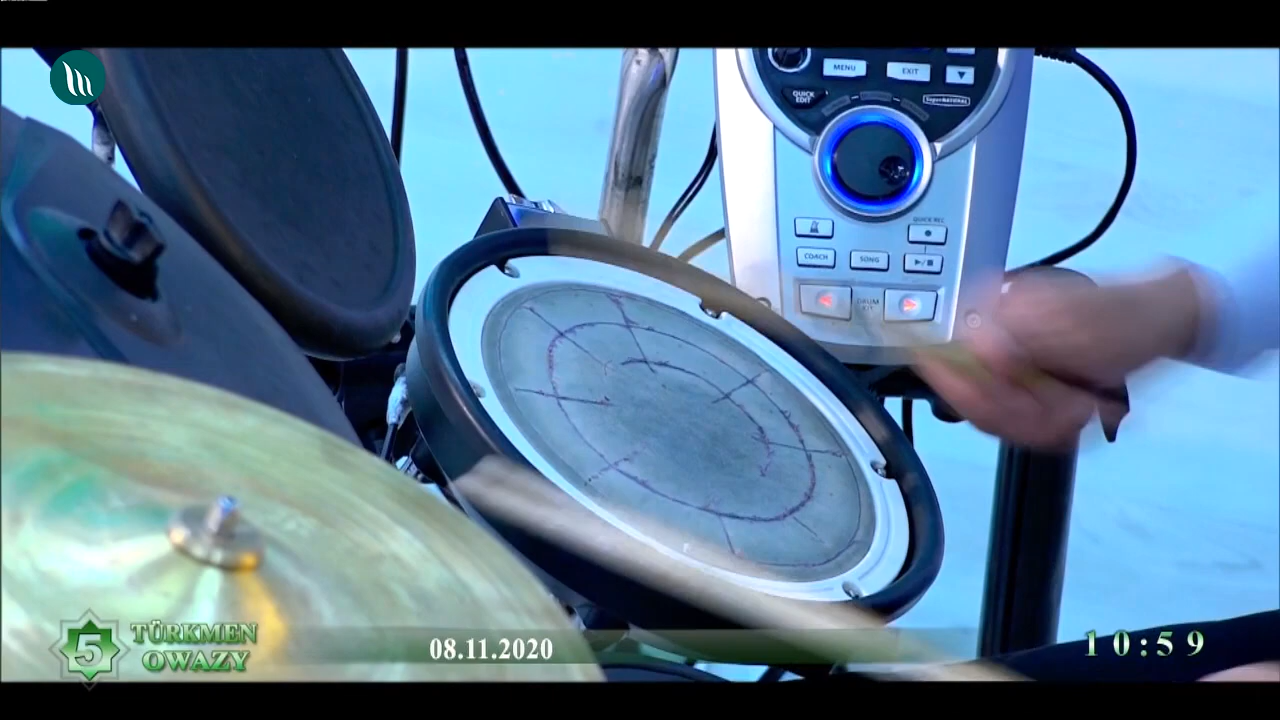 MENU
EXIT
QUICK
EDIT
SuperNATURAL
QUICK REC
COACH
SONG
DRUM
KIT
5
TÜRKMEN
OWAZY
08.11.2020
10:59